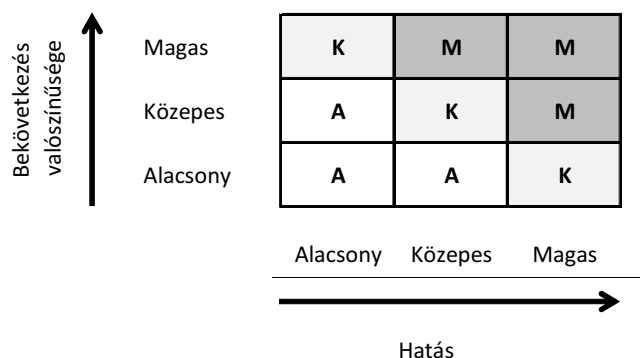 Bekövetkezés
valószínűsége
Magas K M M
Közepes A K M
Alacsony A A K
Alacsony Közepes Magas
Hatás